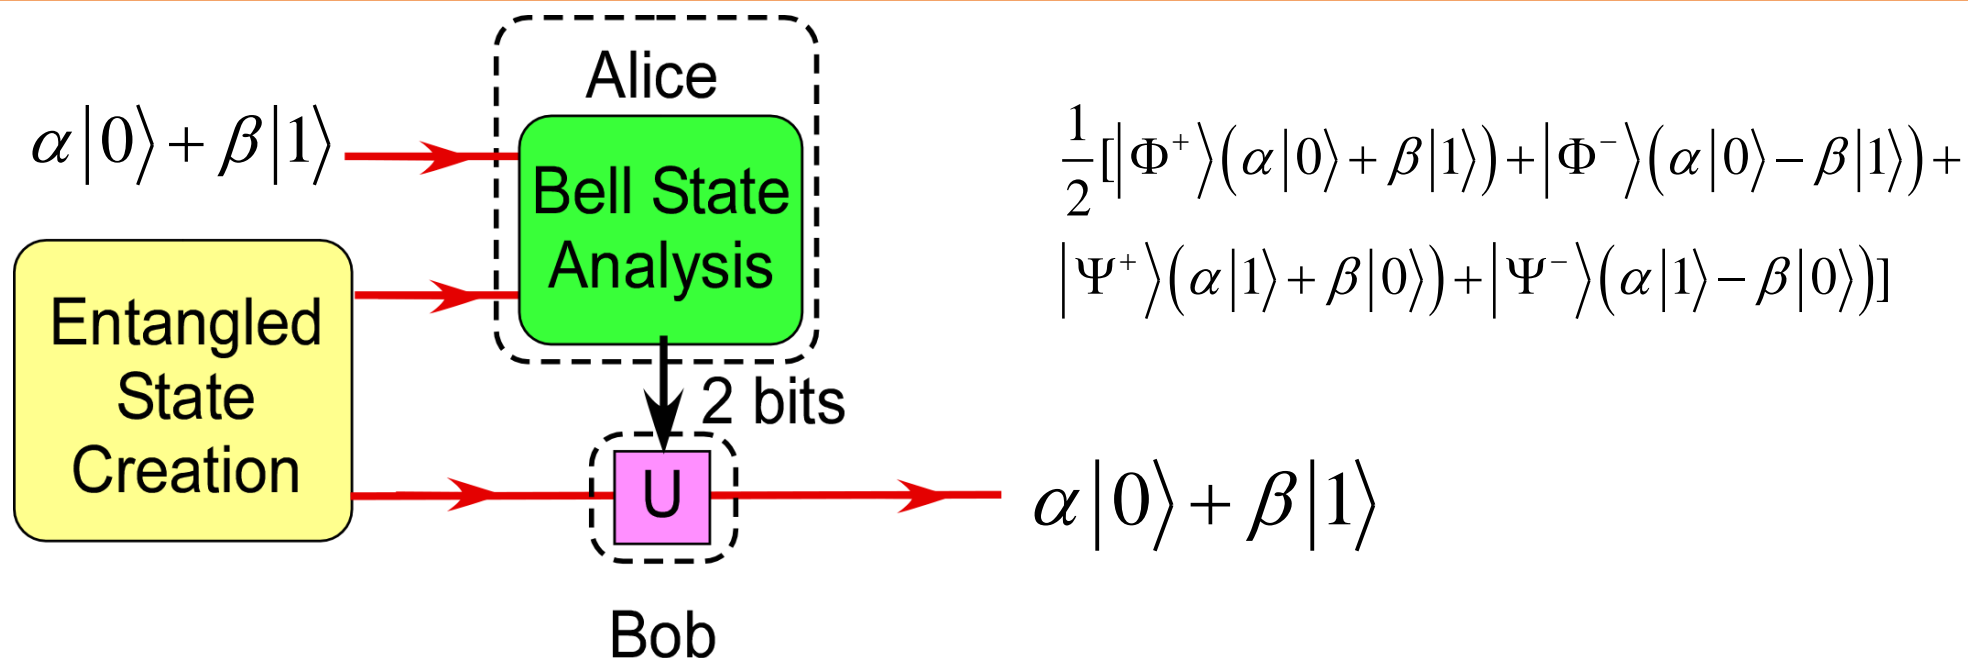 Alice
α|0⟩ + β|1⟩
Bell State
Analysis
1/2[|Φ⁺⟩(α|0⟩ + β|1⟩) + |Φ⁻⟩(α|0⟩ − β|1⟩) +
|Ψ⁺⟩(α|1⟩ + β|0⟩) + |Ψ⁻⟩(α|1⟩ − β|0⟩)]
Entangled
State
Creation
2 bits
U
α|0⟩ + β|1⟩
Bob